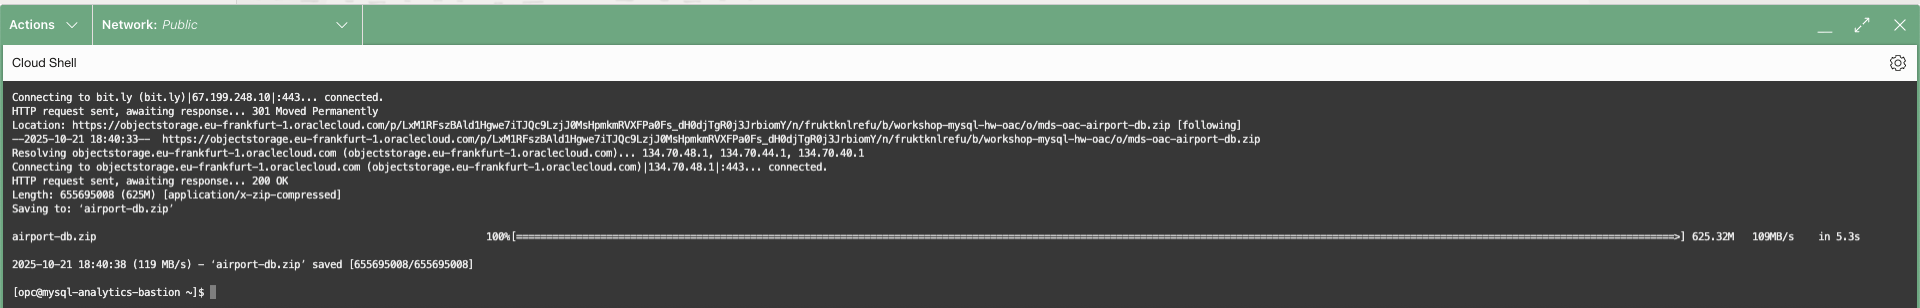 Actions Network: Public
Cloud Shell
Connecting to bit.ly (bit.ly)|67.199.248.10|:443... connected.
HTTP request sent, awaiting response... 301 Moved Permanently
Location: https://objectstorage.eu-frankfurt-1.oraclecloud.com/p/LxM1RFszBAld1Hgwe7iTJQc9LzjJ0MsHpmkmRVXFPa0Fs_dH0djTgR0j3JrbiomY/n/fruktknlrefu/b/workshop-mysql-hw-oac/o/mds-oac-airport-db.zip [following]
--2025-10-21 18:40:33--  https://objectstorage.eu-frankfurt-1.oraclecloud.com/p/LxM1RFszBAld1Hgwe7iTJQc9LzjJ0MsHpmkmRVXFPa0Fs_dH0djTgR0j3JrbiomY/n/fruktknlrefu/b/workshop-mysql-hw-oac/o/mds-oac-airport-db.zip
Resolving objectstorage.eu-frankfurt-1.oraclecloud.com (objectstorage.eu-frankfurt-1.oraclecloud.com)... 134.70.48.1, 134.70.44.1, 134.70.40.1
Connecting to objectstorage.eu-frankfurt-1.oraclecloud.com (objectstorage.eu-frankfurt-1.oraclecloud.com)|134.70.48.1|:443... connected.
HTTP request sent, awaiting response... 200 OK
Length: 655695008 (625M) [application/x-zip-compressed]
Saving to: ‘airport-db.zip’
airport-db.zip 100%[===================>] 625.32M 109MB/s in 5.3s
2025-10-21 18:40:38 (119 MB/s) - ‘airport-db.zip’ saved [655695008/655695008]
[opc@mysql-analytics-bastion ~]$